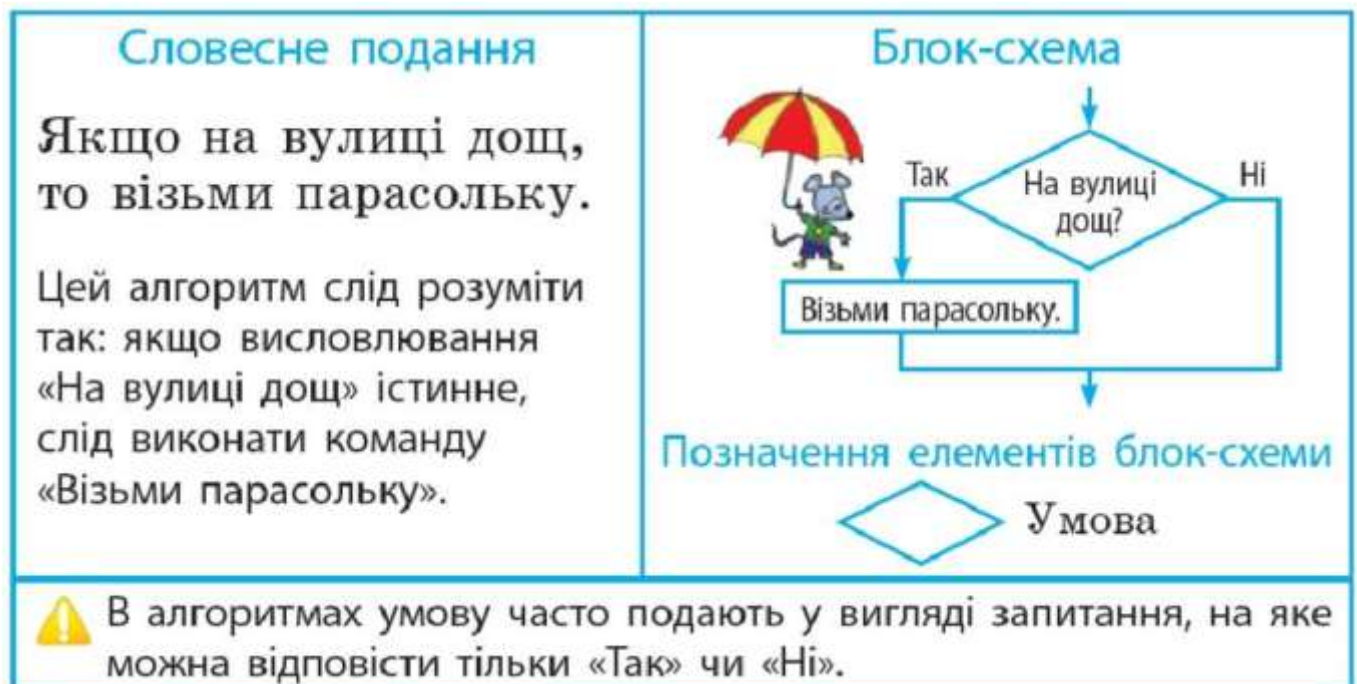 Словесне подання
Якщо на вулиці дощ,
то візьми парасольку.
Цей алгоритм слід розуміти
так: якщо висловлювання
«На вулиці дощ» істинне,
слід виконати команду
«Візьми парасольку».
Блок-схема
Так
На вулиці
дощ?
Ні
Візьми парасольку.
Позначення елементів блок-схеми
Умова
В алгоритмах умову часто подають у вигляді запитання, на яке
можна відповісти тільки «Так» чи «Ні».